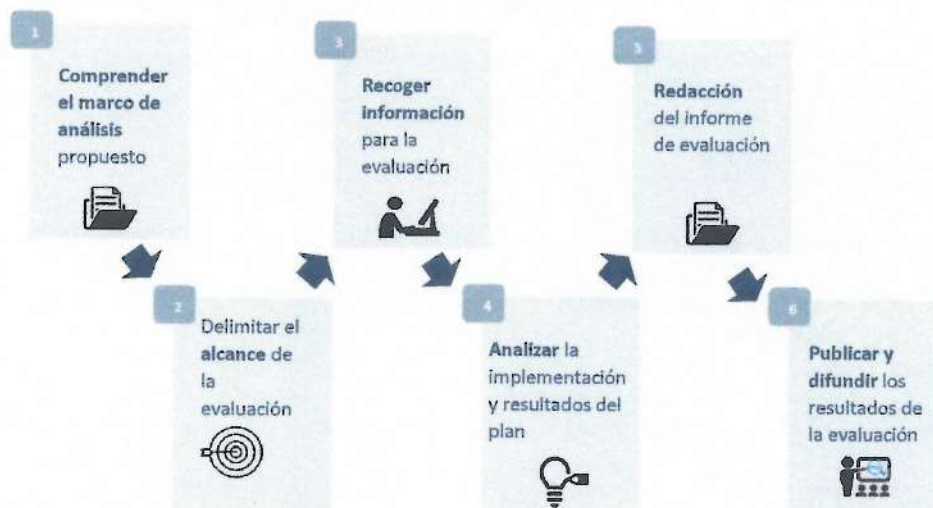 1
Comprender
el marco de
análisis
propuesto
2
Delimitar el
alcance de
la
evaluación
3
Recoger
información
para la
evaluación
4
Analizar la
implementación
y resultados del
plan
5
Redacción
del informe
de evaluación
6
Publicar y
difundir los
resultados de
la evaluación